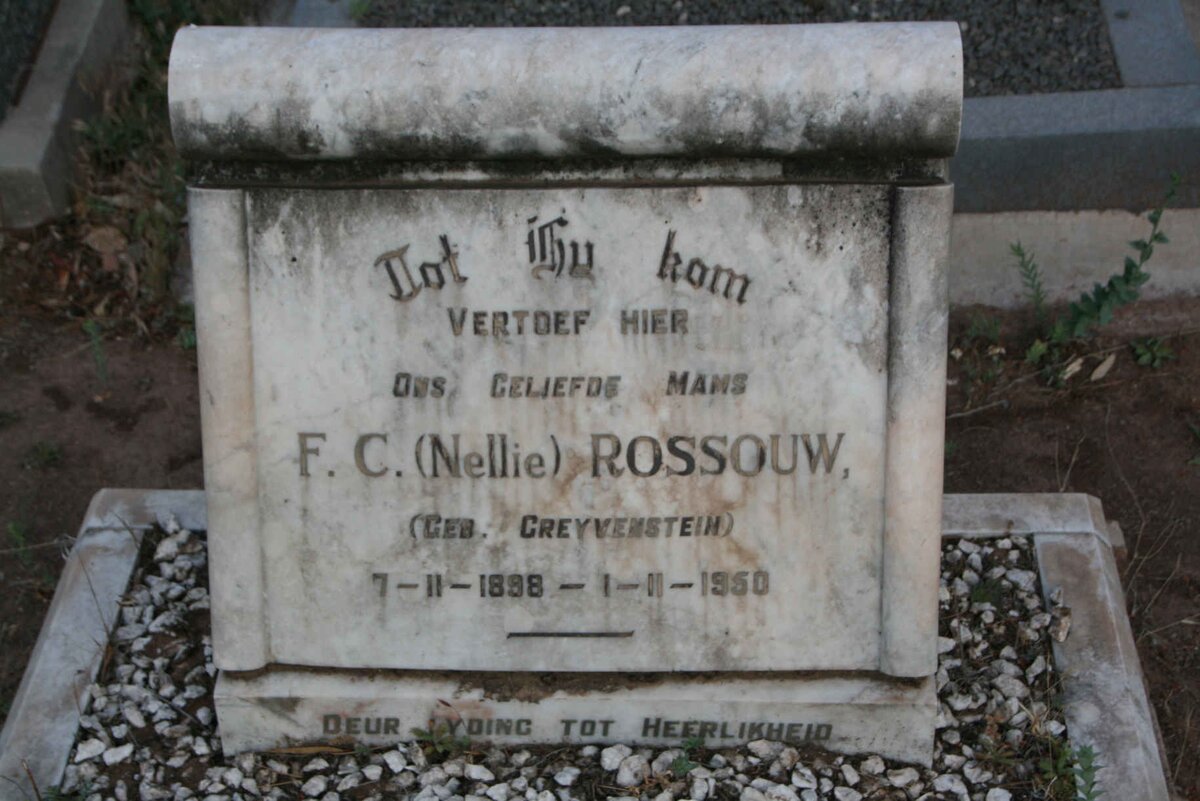 Tot Hy kom
VERTOEF HIER
ONS GELIEFDE MAMS
F. C. (Nellie) ROSSOUW,
(GEB. GREYVENSTEIN)
7-11-1898 - 1-11-1950
DEUR LYDING TOT HEERLIKHEID